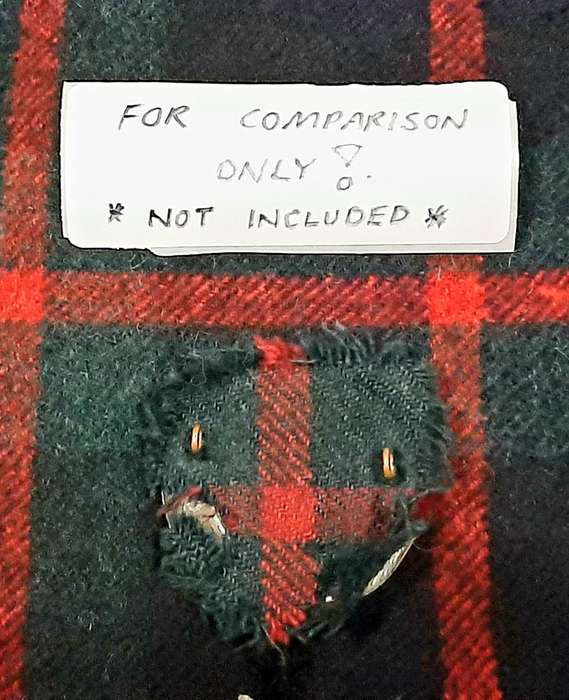 FOR COMPARISON
ONLY!
* NOT INCLUDED *